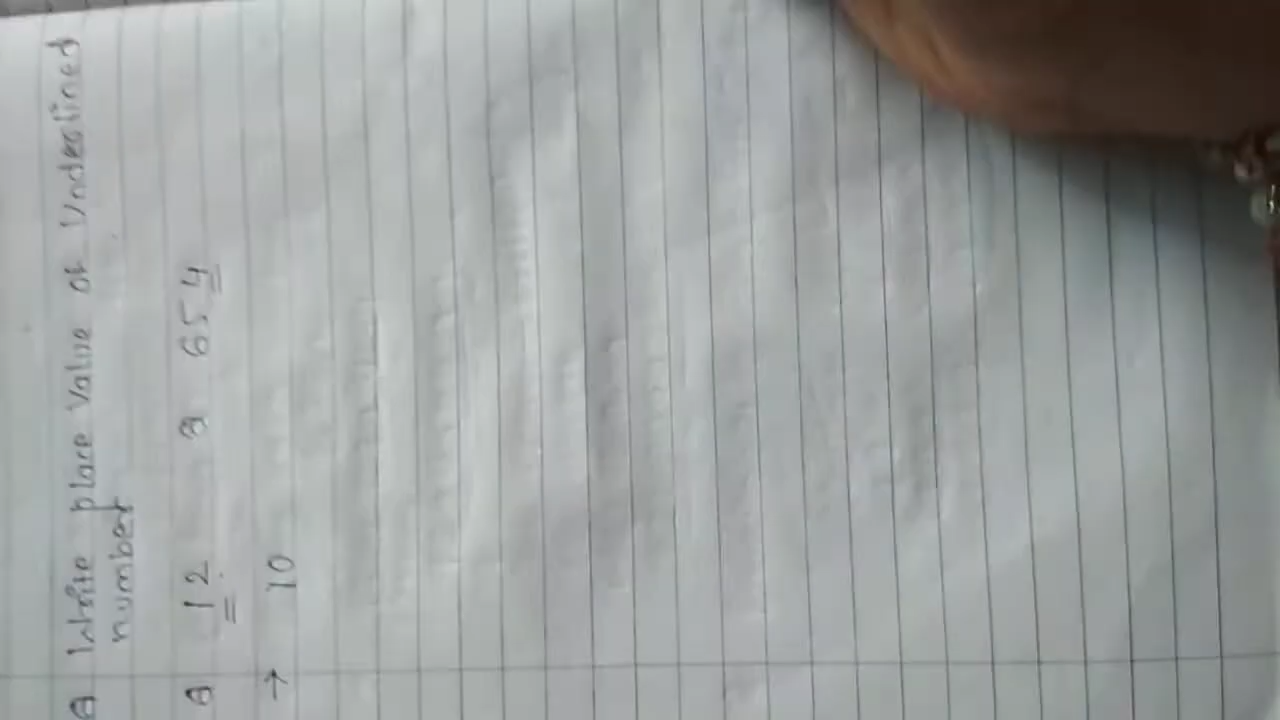 Q Write place value of Underlined
number
Q 12 Q 654
→ 10